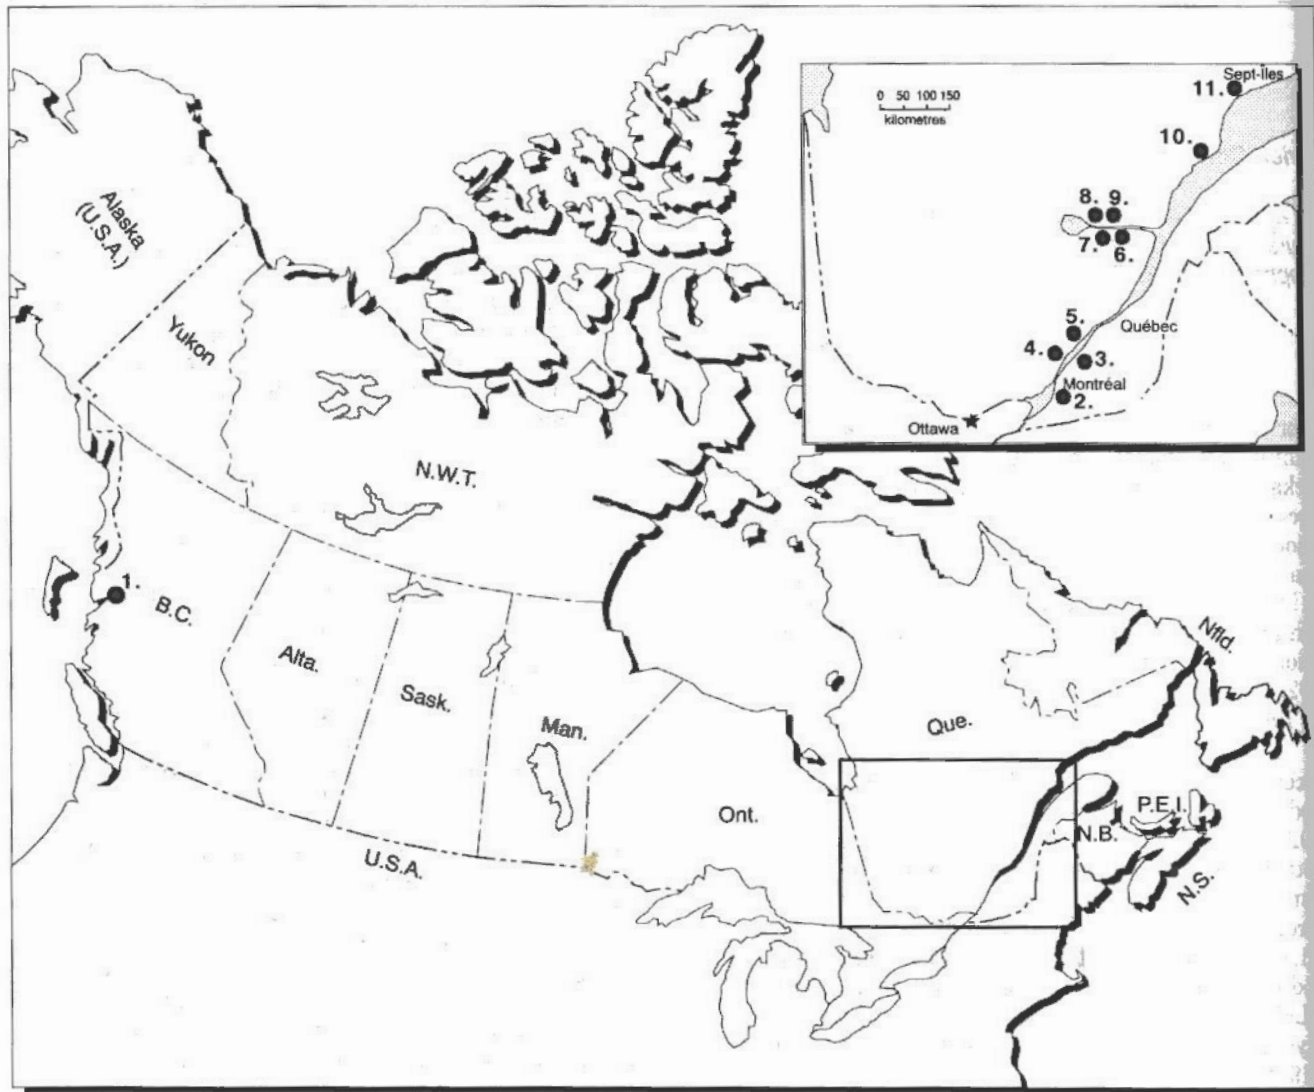 Sept-Îles
11.
0 50 100 150
kilometres
10.
8. 9.
7. 6.
5.
Québec
4.
3.
Montréal
2.
Ottawa
Alaska
(U.S.A.)
Yukon
N.W.T.
1.
B.C.
Alta.
Sask.
Man.
Ont.
Que.
Nfld.
P.E.I.
N.B.
N.S.
U.S.A.